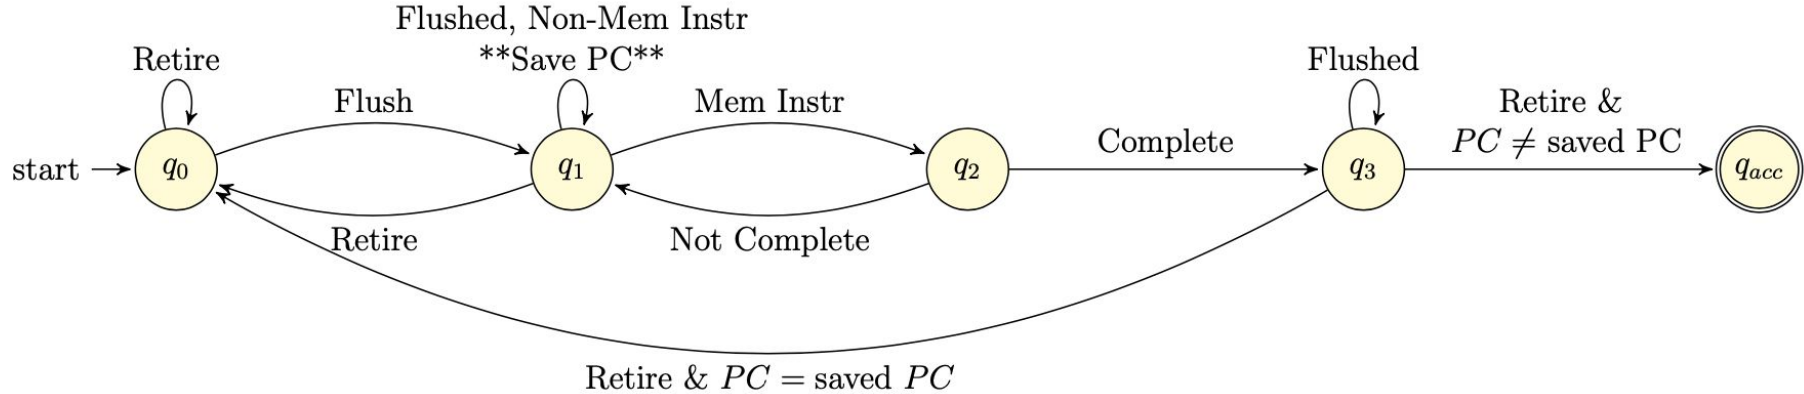 Flushed, Non-Mem Instr
**Save PC**
Retire
Flushed
Flush
Mem Instr
Retire &
PC ≠ saved PC
Complete
start
q₀
q₁
q₂
q₃
qₐcc
Retire
Not Complete
Retire & PC = saved PC